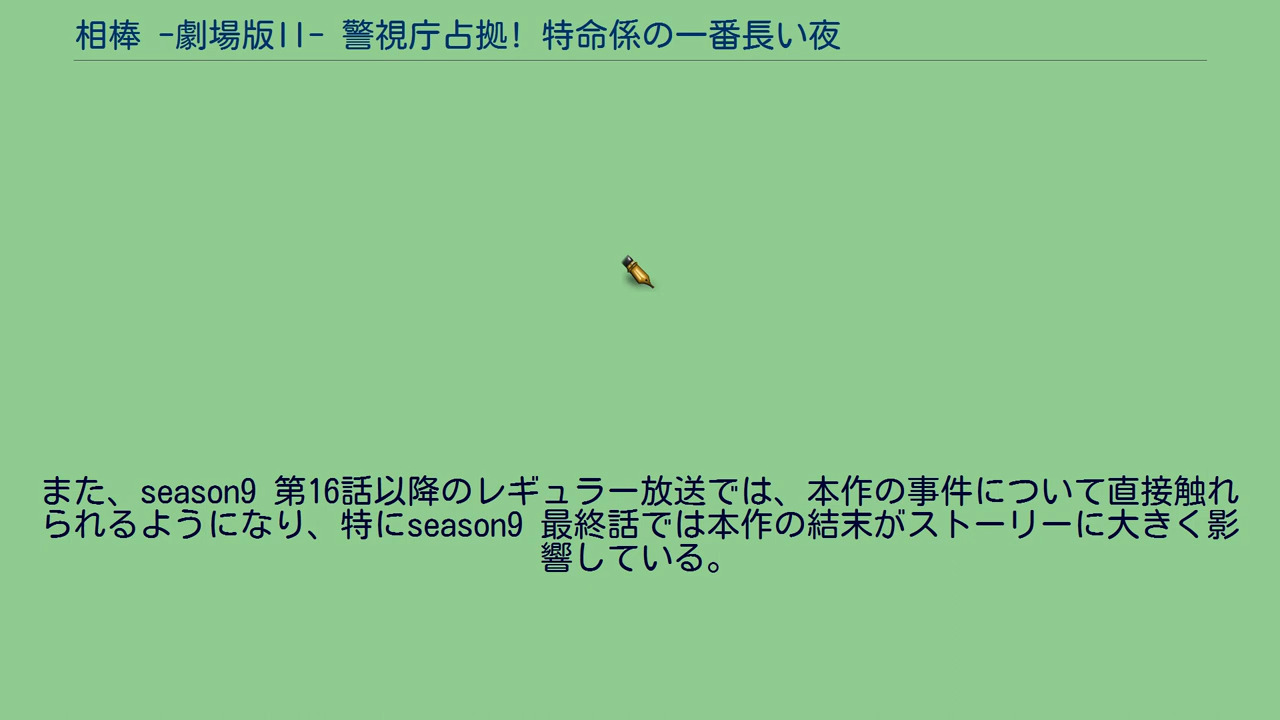 相棒 -劇場版II- 警視庁占拠! 特命係の一番長い夜
また、season9 第16話以降のレギュラー放送では、本作の事件について直接触れ
られるようになり、特にseason9 最終話では本作の結末がストーリーに大きく影
響している。